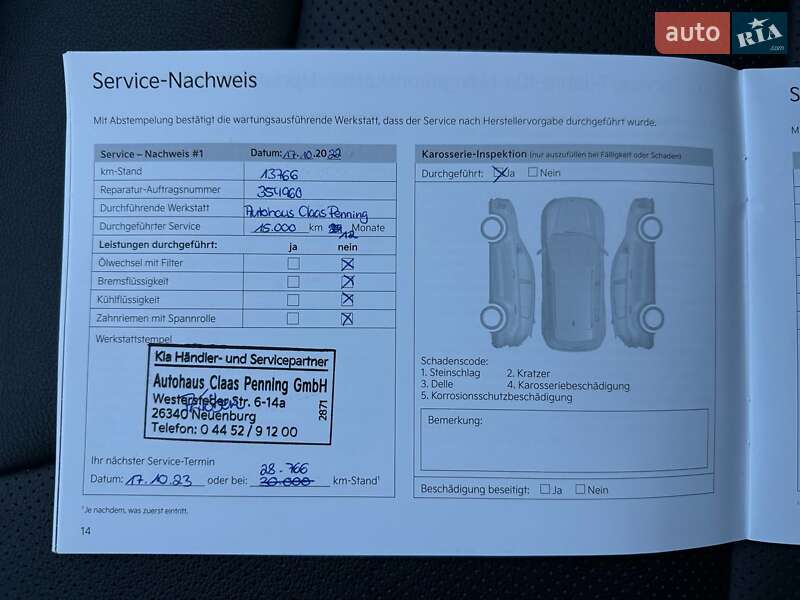 auto RIA .com
Service-Nachweis
Mit Abstempelung bestätigt die wartungsausführende Werkstatt, dass der Service nach Herstellervorgabe durchgeführt wurde.
Service – Nachweis #1 Datum: 17.10.2022
km-Stand 13766
Reparatur-Auftragsnummer 354960
Durchführende Werkstatt Autohaus Claas Penning
Durchgeführter Service 15.000 km 12 Monate
Leistungen durchgeführt: ja nein
Ölwechsel mit Filter
Bremsflüssigkeit
Kühlflüssigkeit
Zahnriemen mit Spannrolle
Werkstattstempel
Kia Händler- und Servicepartner
Autohaus Claas Penning GmbH
Westersteder Str. 6-14a
26340 Neuenburg
Telefon: 0 44 52 / 9 12 00
2871
Ihr nächster Service-Termin
28.766
Datum: 17.10.23 oder bei: 30.000 km-Stand¹
¹Je nachdem, was zuerst eintritt.
14
Karosserie-Inspektion (nur auszufüllen bei Fälligkeit oder Schäden)
Durchgeführt: Ja Nein
Schadenscode:
1. Steinschlag 2. Kratzer
3. Delle 4. Karosseriebeschädigung
5. Korrosionsschutzbeschädigung
Bemerkung:
Beschädigung beseitigt: Ja Nein
S
M